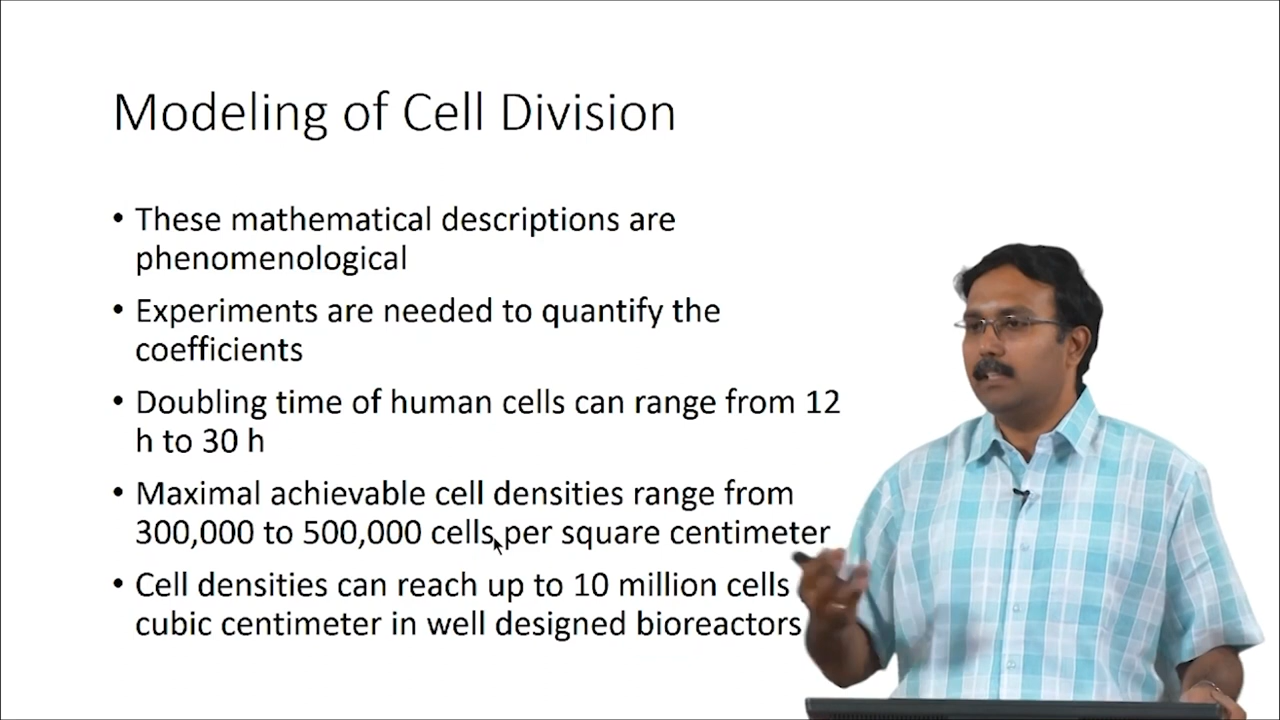 Modeling of Cell Division
• These mathematical descriptions are
phenomenological
• Experiments are needed to quantify the
coefficients
• Doubling time of human cells can range from 12
h to 30 h
• Maximal achievable cell densities range from
300,000 to 500,000 cells per square centimeter
• Cell densities can reach up to 10 million cells
cubic centimeter in well designed bioreactors